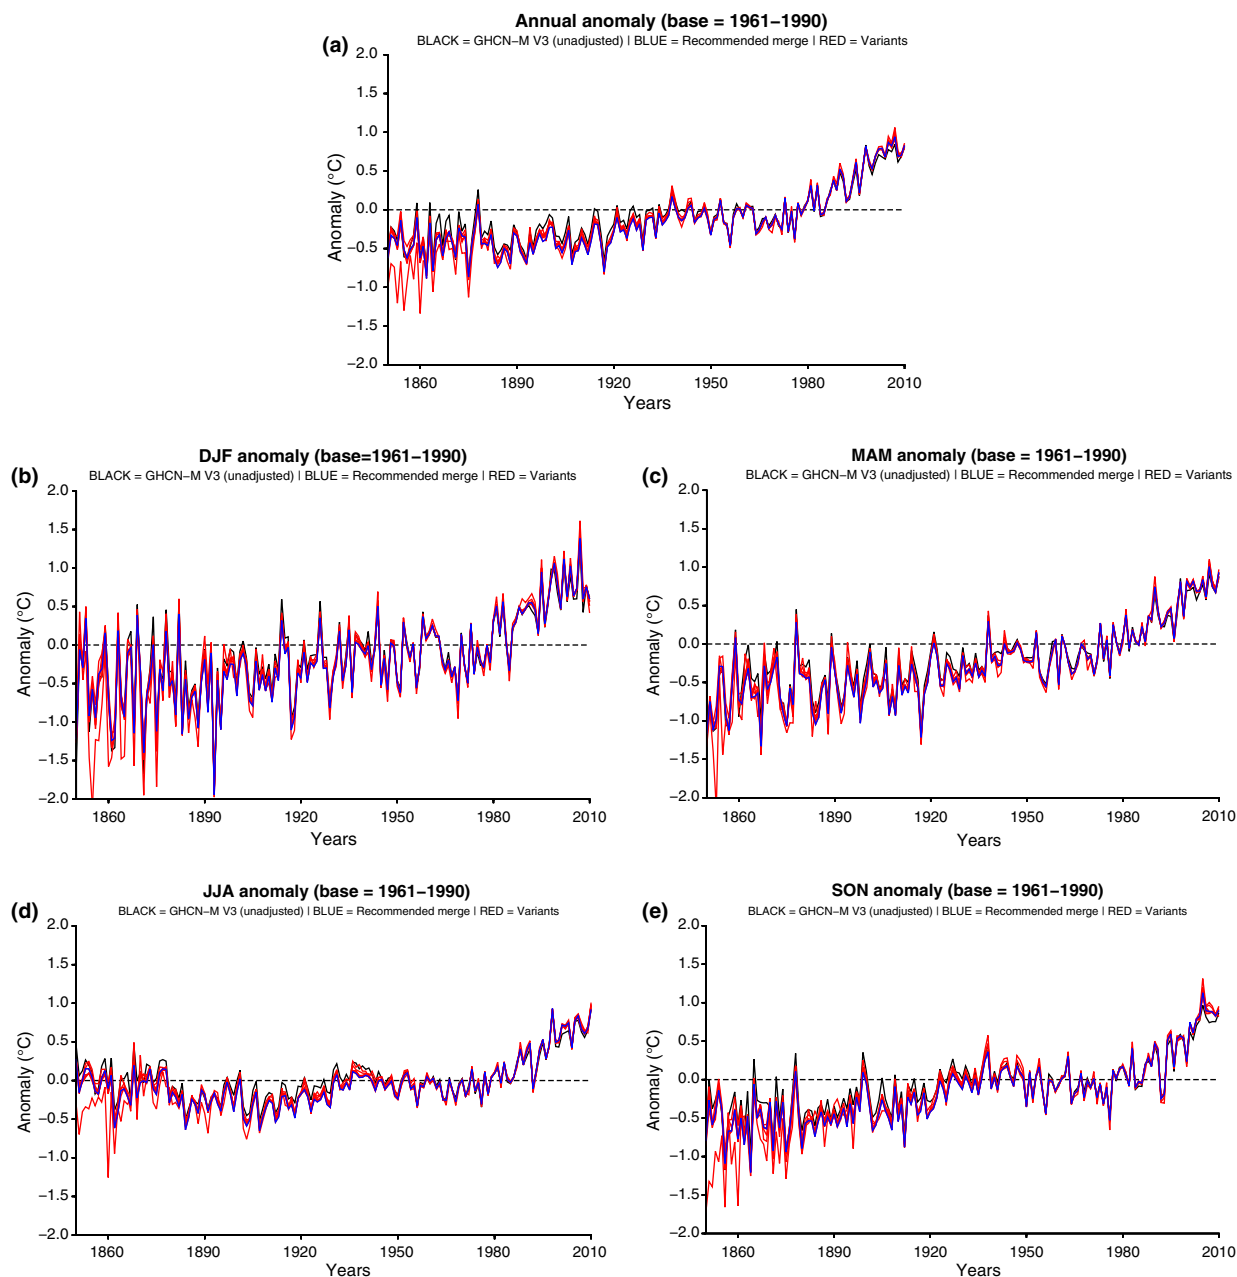 Annual anomaly (base = 1961–1990)
(a)
BLACK = GHCN–M V3 (unadjusted) | BLUE = Recommended merge | RED = Variants
2.0
1.5
1.0
0.5
0.0
−0.5
−1.0
−1.5
−2.0
Anomaly (°C)
1860 1890 1920 1950 1980 2010
Years
DJF anomaly (base=1961–1990)
(b)
BLACK = GHCN–M V3 (unadjusted) | BLUE = Recommended merge | RED = Variants
2.0
1.5
1.0
0.5
0.0
−0.5
−1.0
−1.5
−2.0
Anomaly (°C)
1860 1890 1920 1950 1980 2010
Years
MAM anomaly (base = 1961–1990)
(c)
BLACK = GHCN–M V3 (unadjusted) | BLUE = Recommended merge | RED = Variants
2.0
1.5
1.0
0.5
0.0
−0.5
−1.0
−1.5
−2.0
Anomaly (°C)
1860 1890 1920 1950 1980 2010
Years
JJA anomaly (base = 1961–1990)
(d)
BLACK = GHCN–M V3 (unadjusted) | BLUE = Recommended merge | RED = Variants
2.0
1.5
1.0
0.5
0.0
−0.5
−1.0
−1.5
−2.0
Anomaly (°C)
1860 1890 1920 1950 1980 2010
Years
SON anomaly (base = 1961–1990)
(e)
BLACK = GHCN–M V3 (unadjusted) | BLUE = Recommended merge | RED = Variants
2.0
1.5
1.0
0.5
0.0
−0.5
−1.0
−1.5
−2.0
Anomaly (°C)
1860 1890 1920 1950 1980 2010
Years